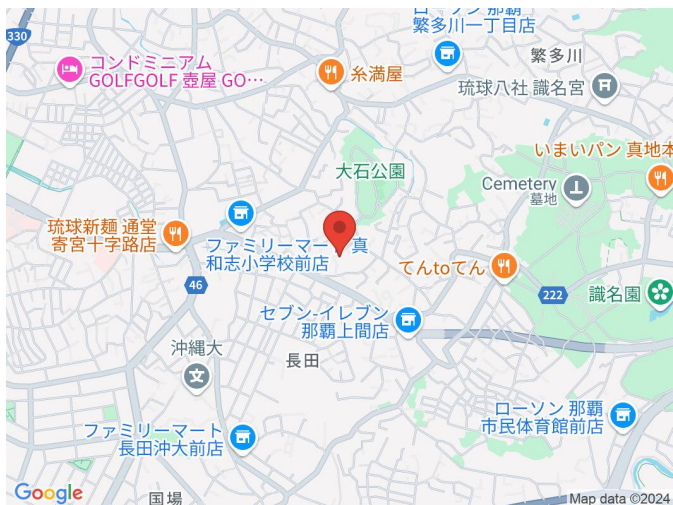 330
コンドミニアム
GOLFGOLF 壺屋 GO…
ローソン 那覇
繁多川一丁目店
繁多川
糸満屋
琉球八社 識名宮
大石公園
いまいパン 真地本
Cemetery
墓地
琉球新麺 通堂
寄宮十字路店
ファミリーマー
和志小学校前店
真
てんtoてん
46
222
識名園
セブン-イレブン
那覇上間店
沖縄大
長田
ファミリーマート
長田沖大前店
ローソン 那覇
市民体育館前店
国場
Google
Map data ©2024